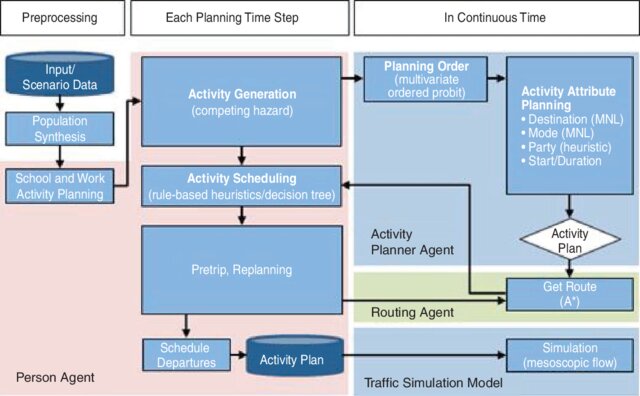 Preprocessing
Each Planning Time Step
In Continuous Time
Input/
Scenario Data
Population
Synthesis
School and Work
Activity Planning
Person Agent
Activity Generation
(competing hazard)
Activity Scheduling
(rule-based heuristics/decision tree)
Pretrip, Replanning
Schedule
Departures
Activity Plan
Planning Order
(multivariate
ordered probit)
Activity Attribute
Planning
• Destination (MNL)
• Mode (MNL)
• Party (heuristic)
• Start/Duration
Activity
Plan
Activity
Planner Agent
Get Route
(A*)
Routing Agent
Simulation
(mesoscopic flow)
Traffic Simulation Model